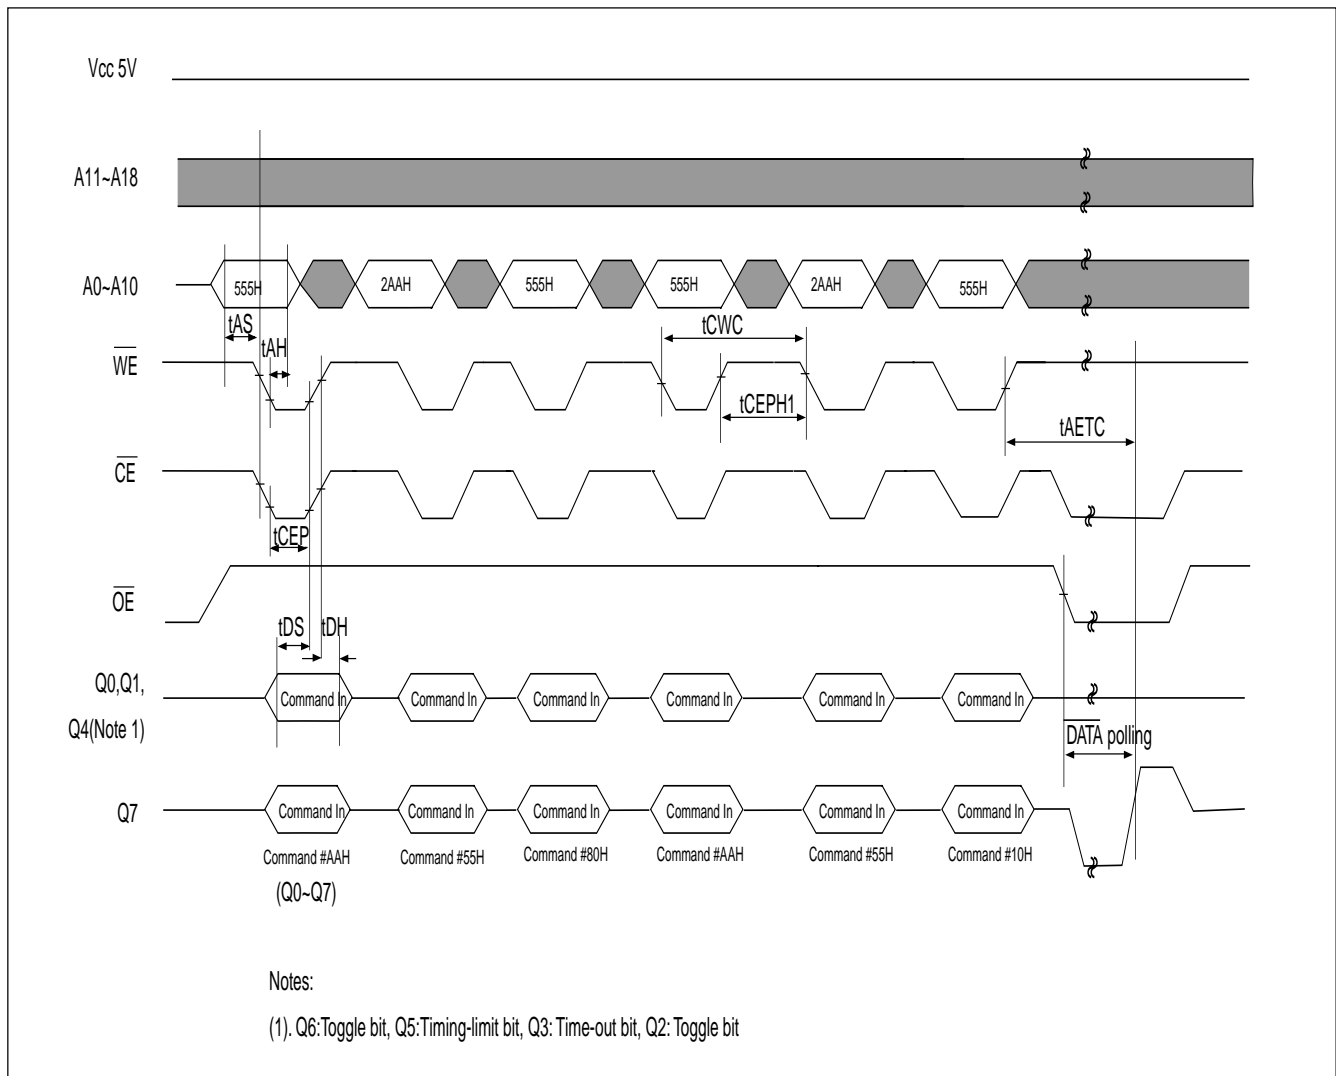 Vcc 5V
A11~A18
A0~A10
555H 2AAH 555H 555H 2AAH 555H
tAS
tAH
tCWC
WE
tCEPH1
tAETC
CE
tCEP
OE
tDS tDH
Q0,Q1,
Q4(Note 1)
Command In Command In Command In Command In Command In Command In
DATA polling
Q7
Command In Command In Command In Command In Command In Command In
Command #AAH Command #55H Command #80H Command #AAH Command #55H Command #10H
(Q0~Q7)
Notes:
(1). Q6:Toggle bit, Q5:Timing-limit bit, Q3: Time-out bit, Q2: Toggle bit